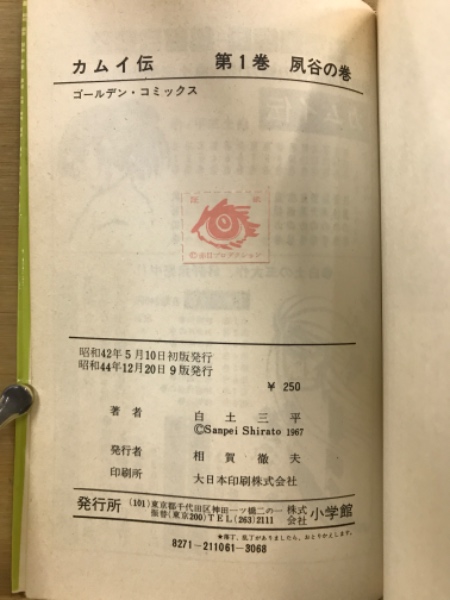 カムイ伝　第1巻　夙谷の巻
ゴールデン・コミックス
©赤目プロダクション
昭和42年5月10日初版発行
昭和44年12月20日9版発行
¥ 250
著者　白土三平
©Sanpei Shirato 1967
発行者　相賀徹夫
印刷所　大日本印刷株式会社
発行所 (101)東京都千代田区神田一ツ橋二の一 株式会社 小学館
振替(東京200) TEL(263)2111
★落丁、乱丁がありましたら、おとりかえします。
8271-211061-3068